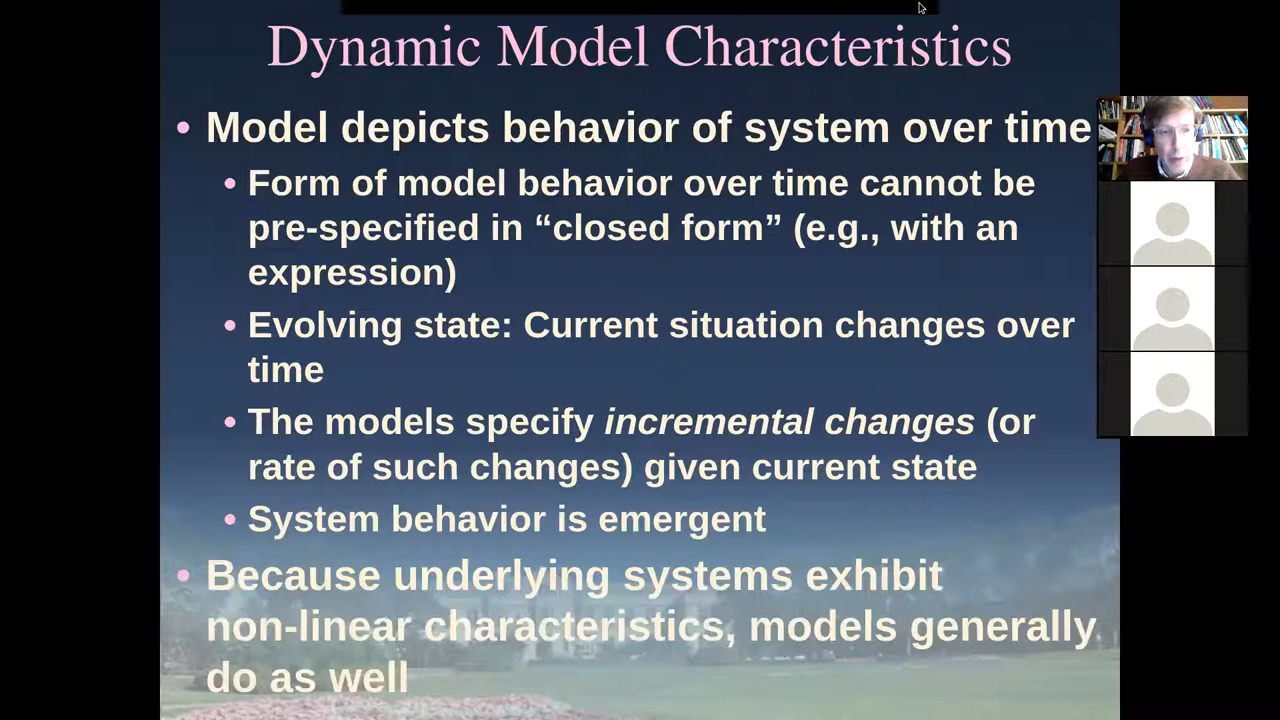 Dynamic Model Characteristics
• Model depicts behavior of system over time
• Form of model behavior over time cannot be
pre-specified in “closed form” (e.g., with an
expression)
• Evolving state: Current situation changes over
time
• The models specify incremental changes (or
rate of such changes) given current state
• System behavior is emergent
• Because underlying systems exhibit
non-linear characteristics, models generally
do as well